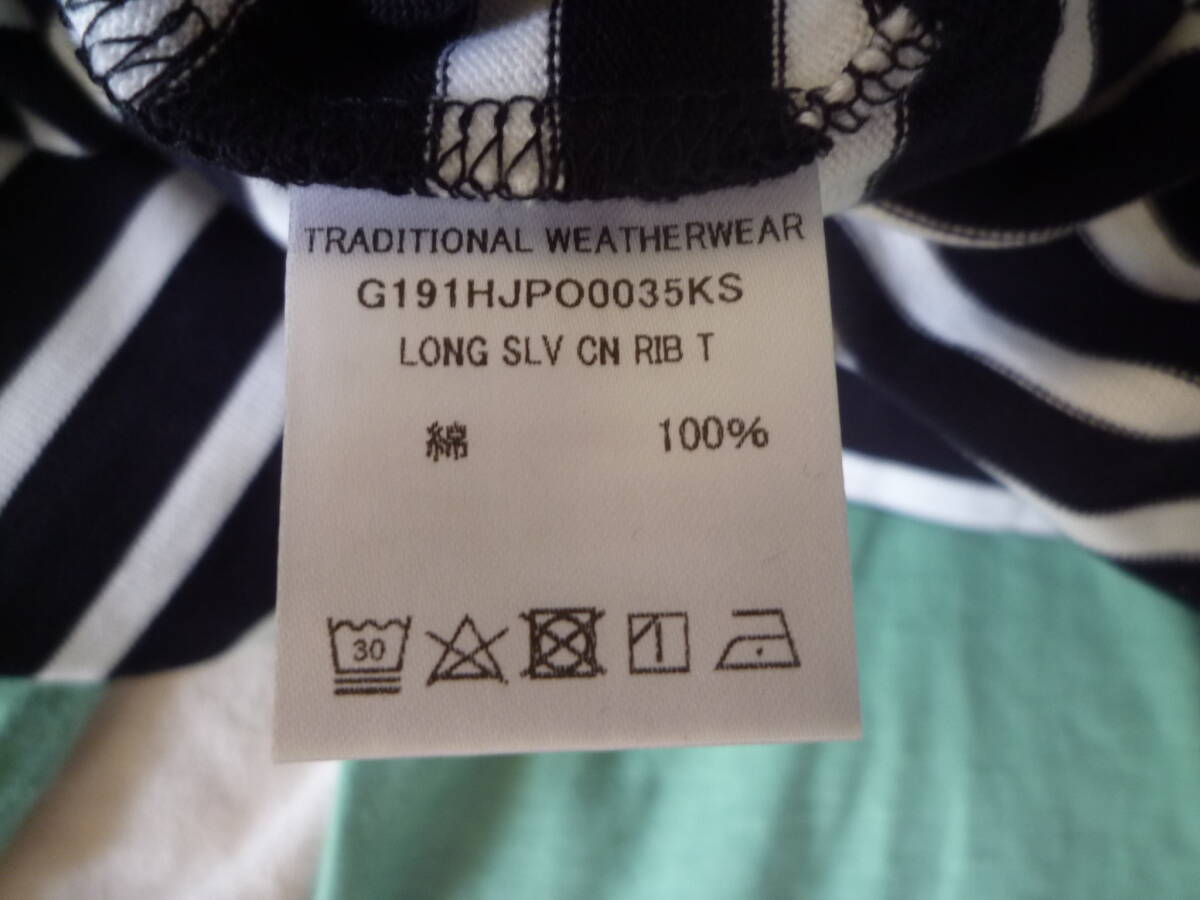 TRADITIONAL WEATHERWEAR
G191HJPO0035KS
LONG SLV CN RIB T
綿 100%
30